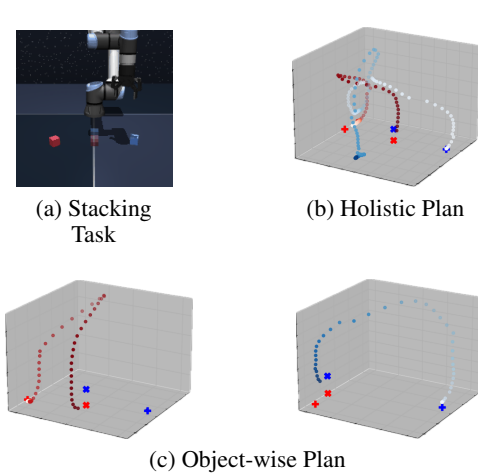 (a) Stacking
Task
(b) Holistic Plan
(c) Object-wise Plan